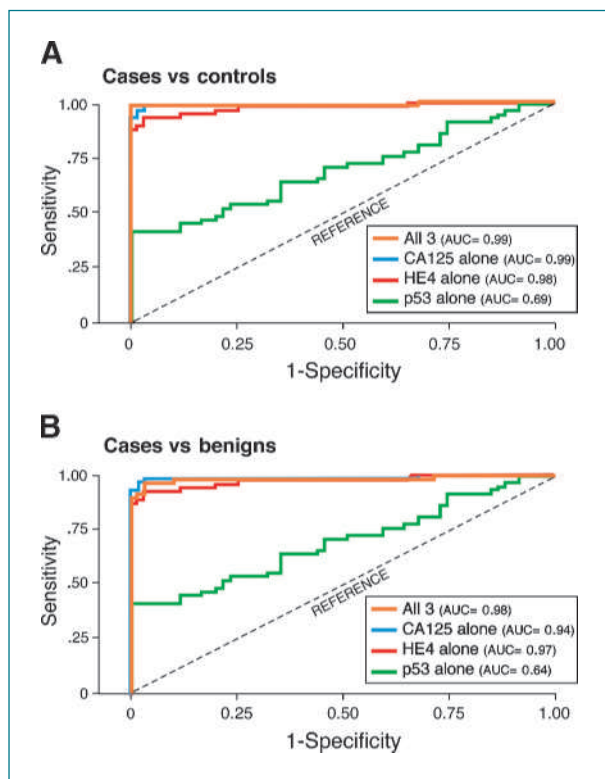 A
Cases vs controls
1.00
.75
.50
.25
0
Sensitivity
REFERENCE
All 3 (AUC= 0.99)
CA125 alone (AUC= 0.99)
HE4 alone (AUC= 0.98)
p53 alone (AUC= 0.69)
0 0.25 0.50 0.75 1.00
1-Specificity
B
Cases vs benigns
1.00
.75
.50
.25
0
Sensitivity
REFERENCE
All 3 (AUC= 0.98)
CA125 alone (AUC= 0.94)
HE4 alone (AUC= 0.97)
p53 alone (AUC= 0.64)
0 0.25 0.50 0.75 1.00
1-Specificity